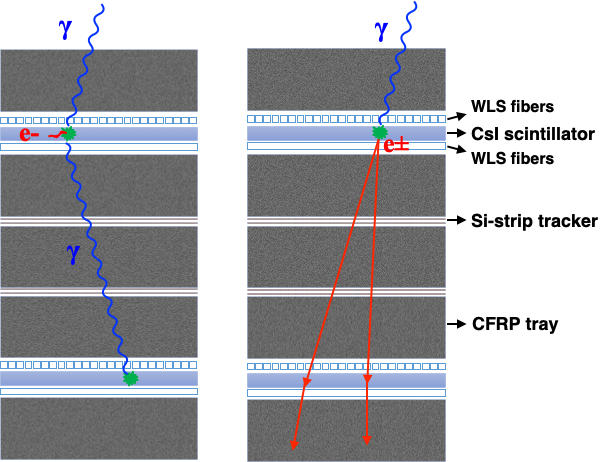 γ
γ
WLS fibers
e-
CsI scintillator
e±
WLS fibers
Si-strip tracker
γ
CFRP tray